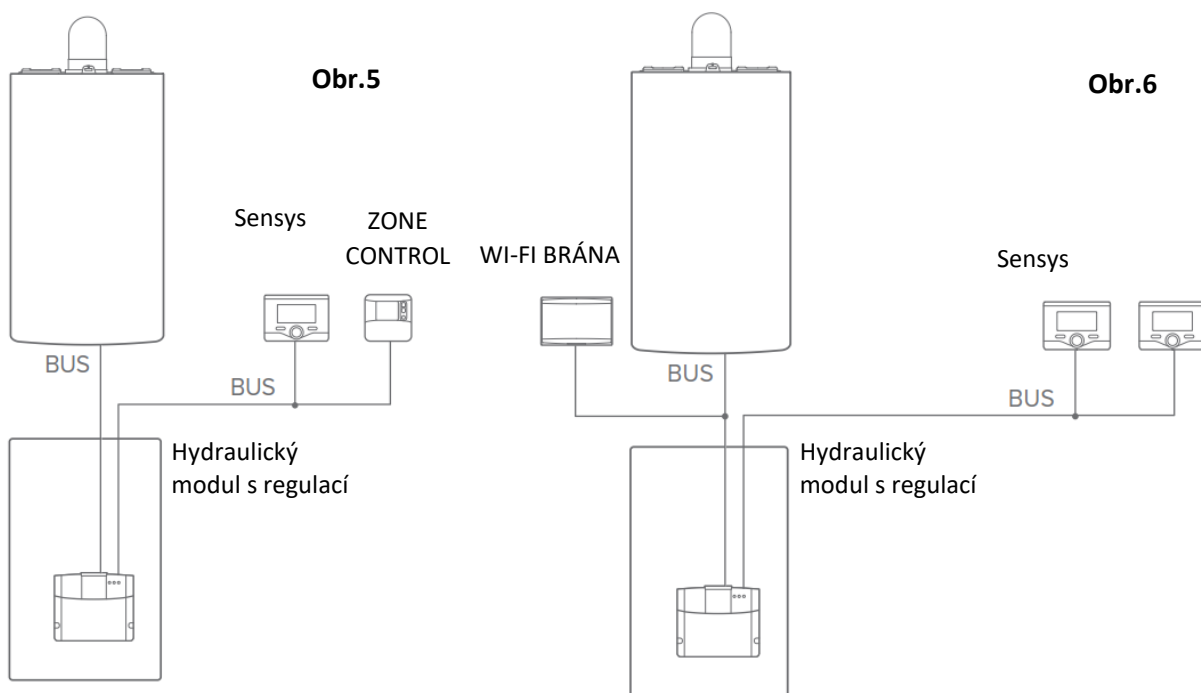 Obr.5
Sensys
ZONE
CONTROL
BUS
BUS
Hydraulický
modul s regulací
Obr.6
WI-FI BRÁNA
Sensys
BUS
BUS
Hydraulický
modul s regulací